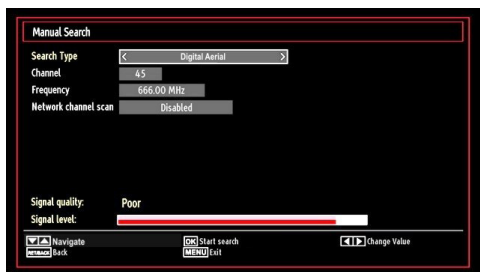 Manual Search
Search Type < Digital Aerial >
Channel 45
Frequency 666.00 MHz
Network channel scan Disabled
Signal quality: Poor
Signal level:
Navigate OK Start search Change Value
RETURN/BACK Back MENU Exit